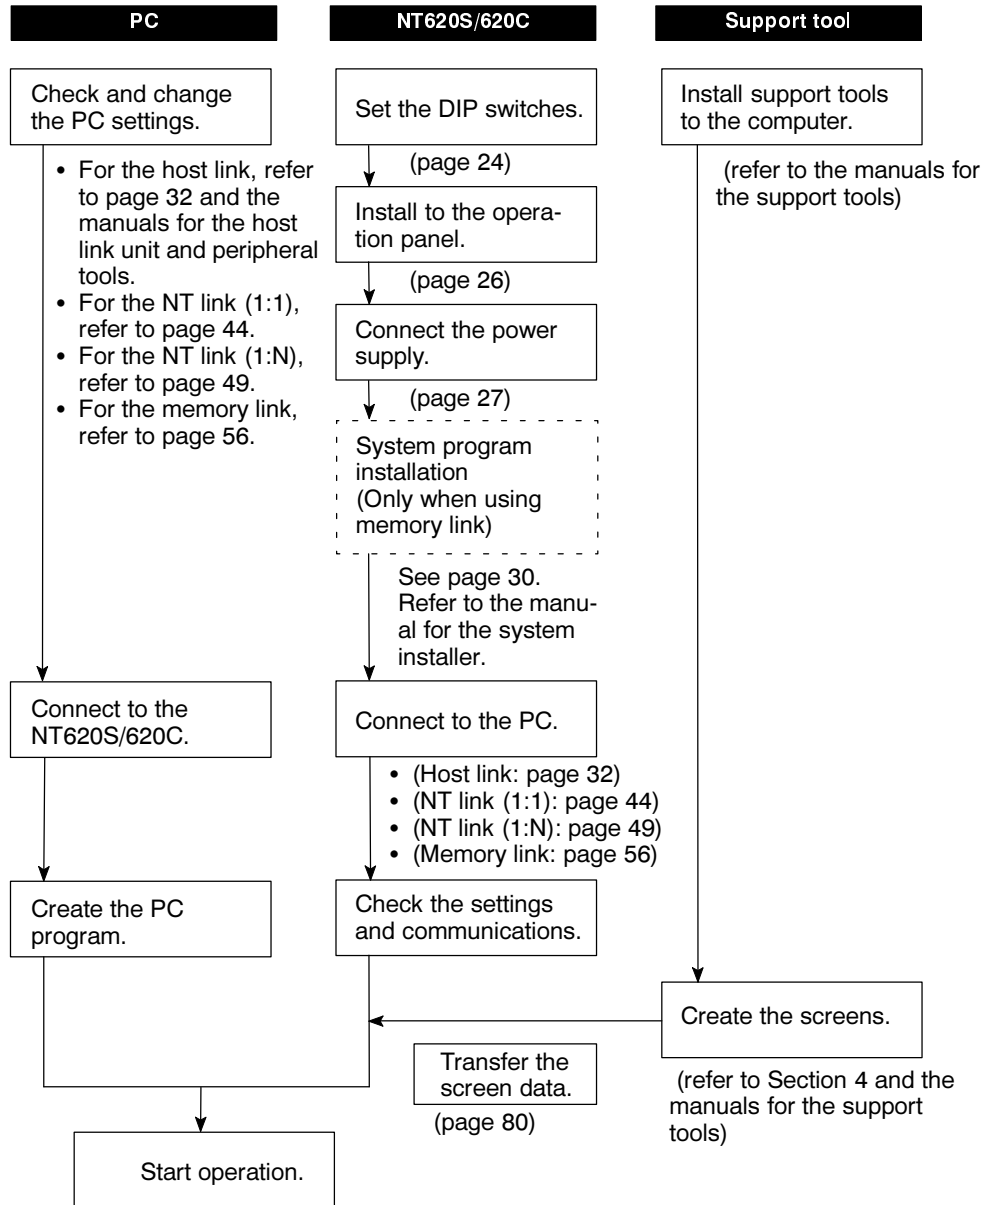 PC
Check and change
the PC settings.
• For the host link, refer
to page 32 and the
manuals for the host
link unit and peripheral
tools.
• For the NT link (1:1),
refer to page 44.
• For the NT link (1:N),
refer to page 49.
• For the memory link,
refer to page 56.
Connect to the
NT620S/620C.
Create the PC
program.
NT620S/620C
Set the DIP switches.
(page 24)
Install to the opera-
tion panel.
(page 26)
Connect the power
supply.
(page 27)
System program
installation
(Only when using
memory link)
See page 30.
Refer to the manu-
al for the system
installer.
Connect to the PC.
• (Host link: page 32)
• (NT link (1:1): page 44)
• (NT link (1:N): page 49)
• (Memory link: page 56)
Check the settings
and communications.
Support tool
Install support tools
to the computer.
(refer to the manuals for
the support tools)
Create the screens.
(refer to Section 4 and the
manuals for the support
tools)
Transfer the
screen data.
(page 80)
Start operation.